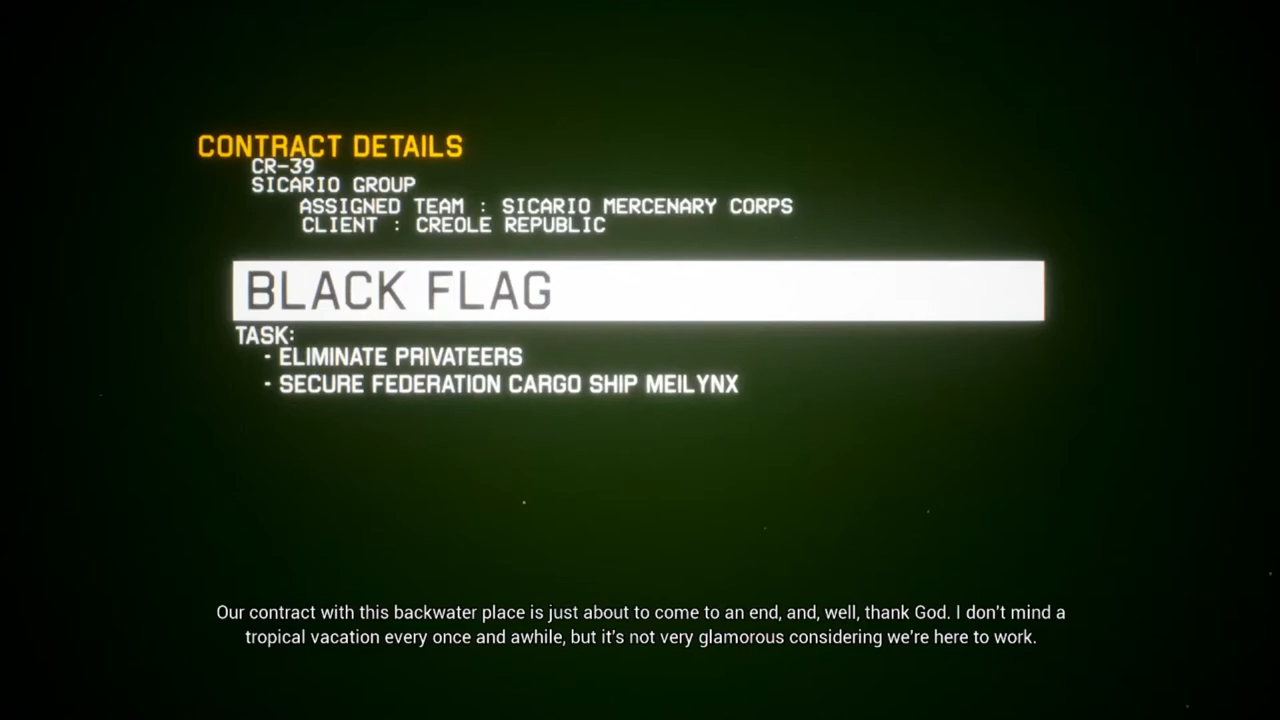 CONTRACT DETAILS
CR-39
SICARIO GROUP
ASSIGNED TEAM : SICARIO MERCENARY CORPS
CLIENT : CREOLE REPUBLIC
BLACK FLAG
TASK:
- ELIMINATE PRIVATEERS
- SECURE FEDERATION CARGO SHIP MEILYNX
Our contract with this backwater place is just about to come to an end, and, well, thank God. I don't mind a
tropical vacation every once and awhile, but it's not very glamorous considering we're here to work.